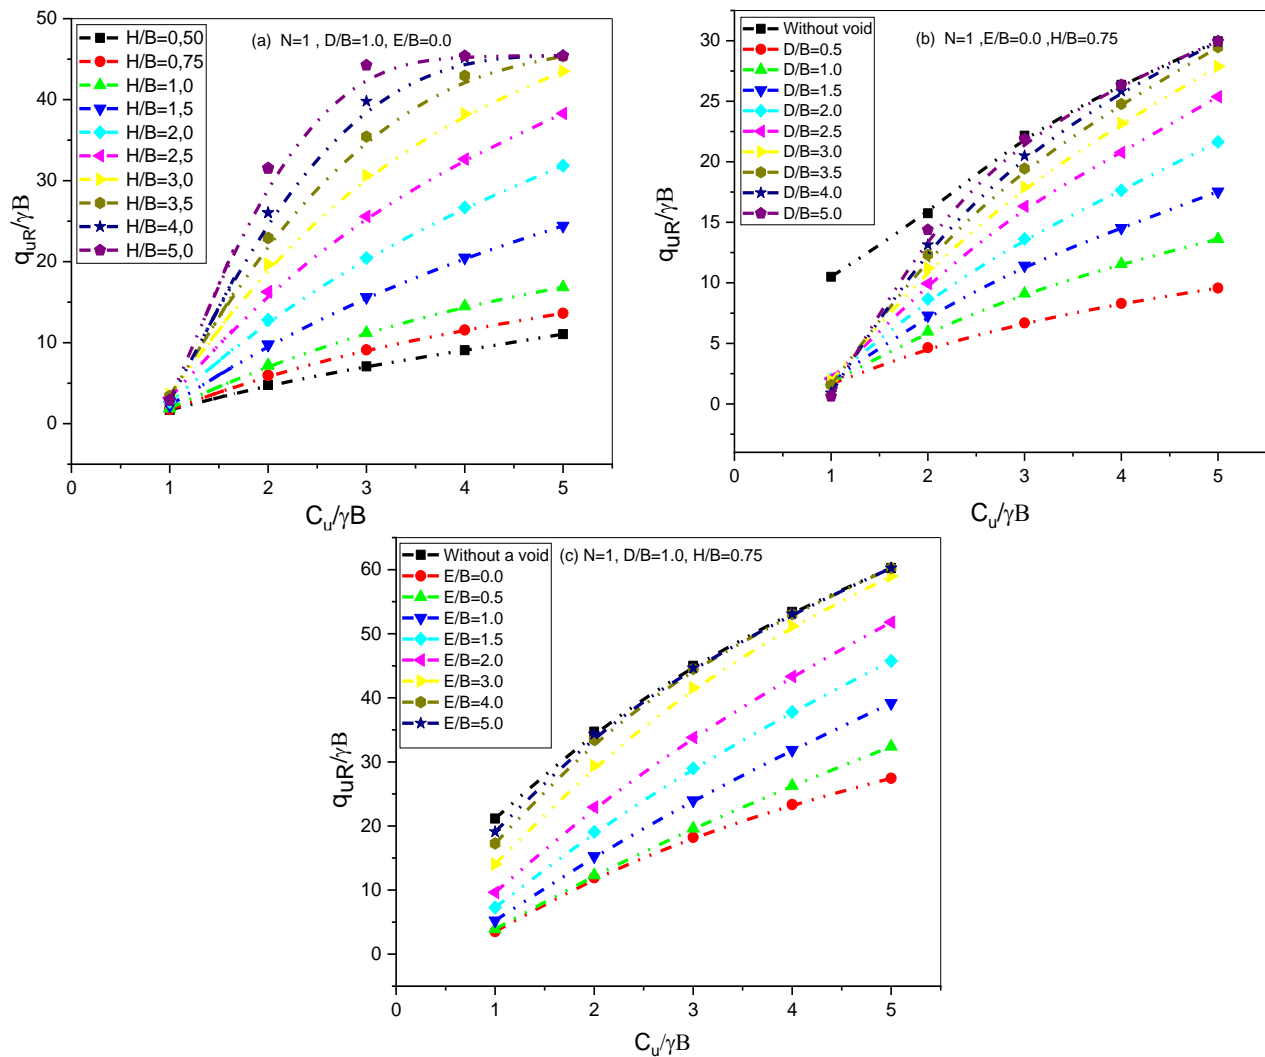 (a) N=1 , D/B=1.0, E/B=0.0
H/B=0,50
H/B=0,75
H/B=1,0
H/B=1,5
H/B=2,0
H/B=2,5
H/B=3,0
H/B=3,5
H/B=4,0
H/B=5,0
50
40
30
20
10
0
q_uR/γB
0 1 2 3 4 5
C_u/γB
(b) N=1 ,E/B=0.0 ,H/B=0.75
Without void
D/B=0.5
D/B=1.0
D/B=1.5
D/B=2.0
D/B=2.5
D/B=3.0
D/B=3.5
D/B=4.0
D/B=5.0
30
25
20
15
10
5
0
q_uR/γB
0 1 2 3 4 5
C_u/γB
(c) N=1, D/B=1.0, H/B=0.75
Without a void
E/B=0.0
E/B=0.5
E/B=1.0
E/B=1.5
E/B=2.0
E/B=3.0
E/B=4.0
E/B=5.0
60
50
40
30
20
10
0
q_uR/γB
0 1 2 3 4 5
C_u/γB